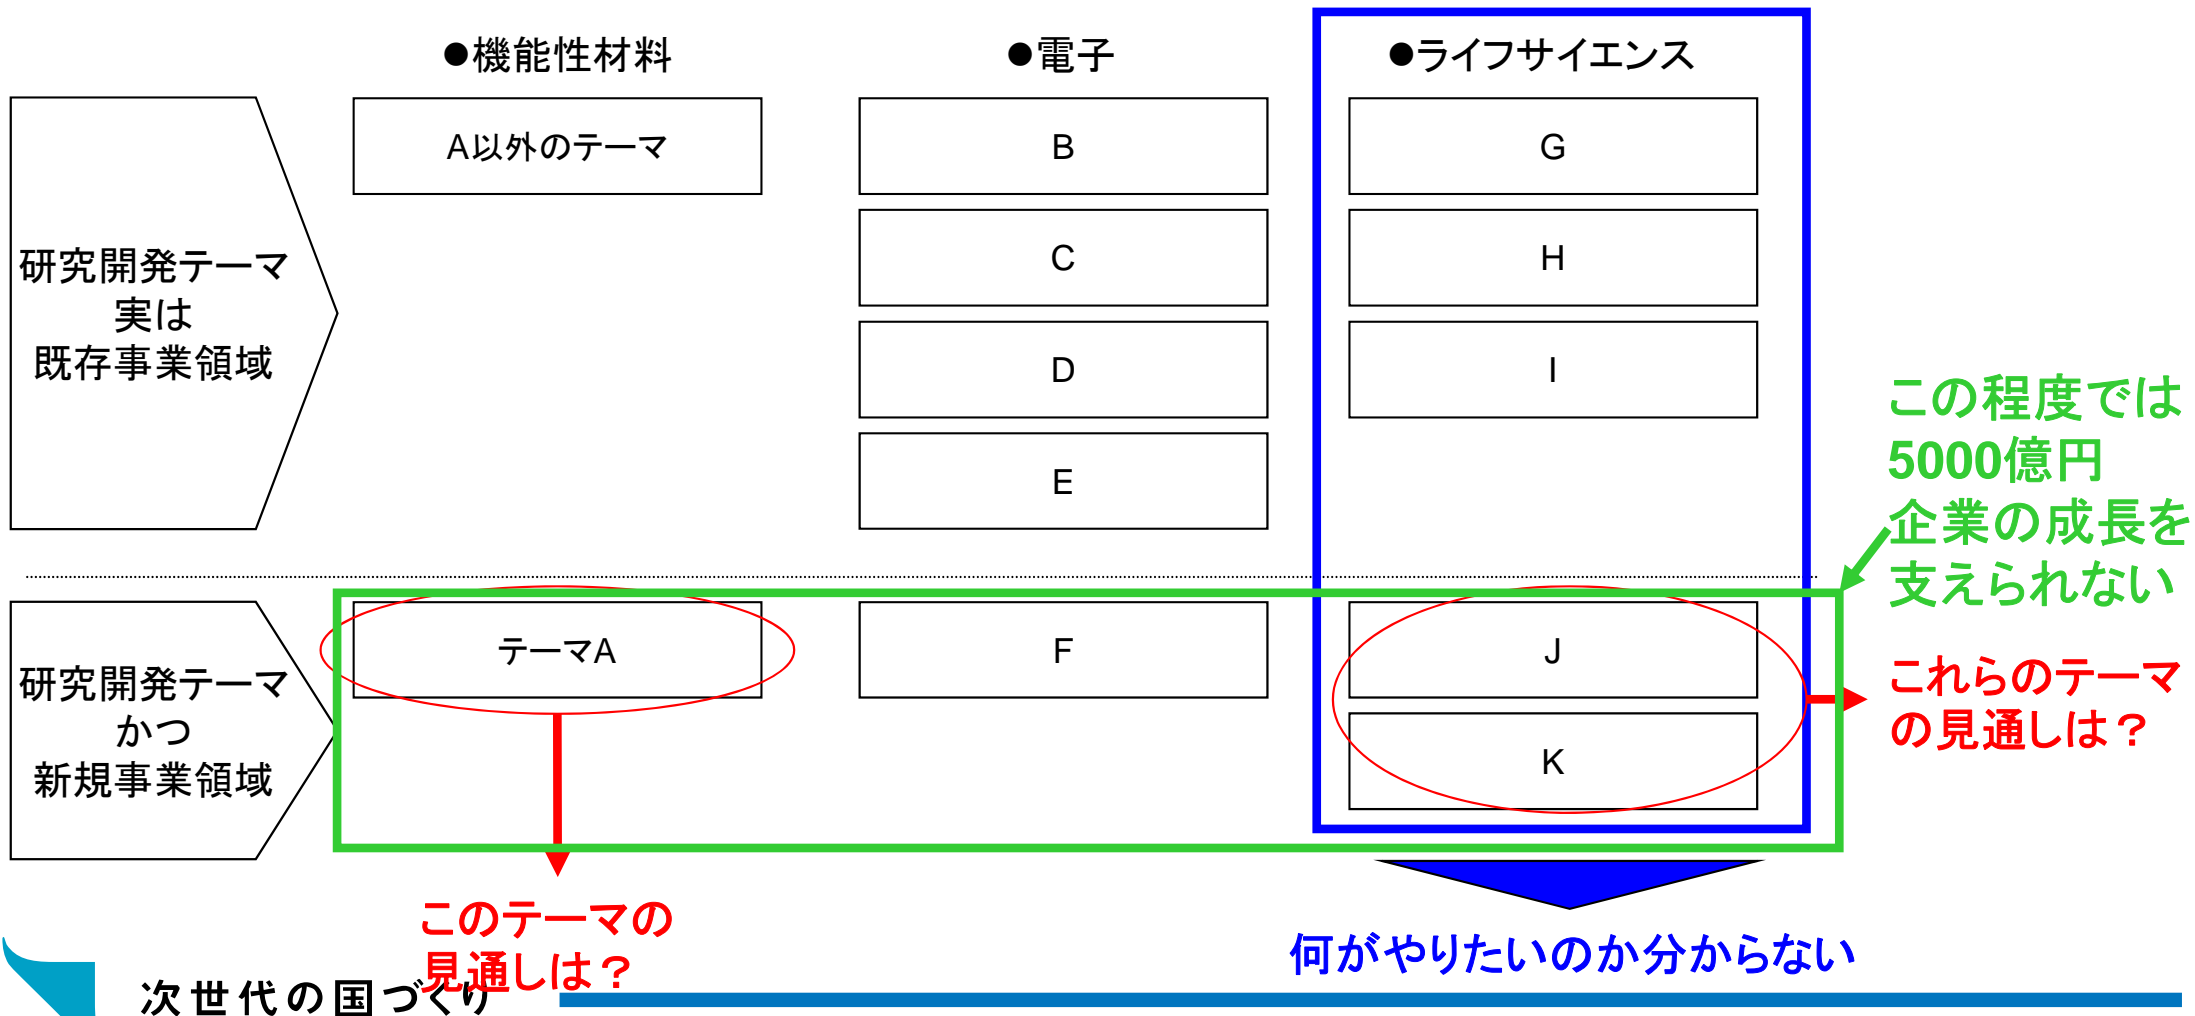 ●機能性材料
●電子
●ライフサイエンス
研究開発テーマ
実は
既存事業領域
A以外のテーマ
B
C
D
E
G
H
I
この程度では
5000億円
企業の成長を
支えられない
研究開発テーマ
かつ
新規事業領域
テーマA
F
J
K
これらのテーマ
の見通しは？
このテーマの
見通しは？
何がやりたいのか分からない
次世代の国づくり